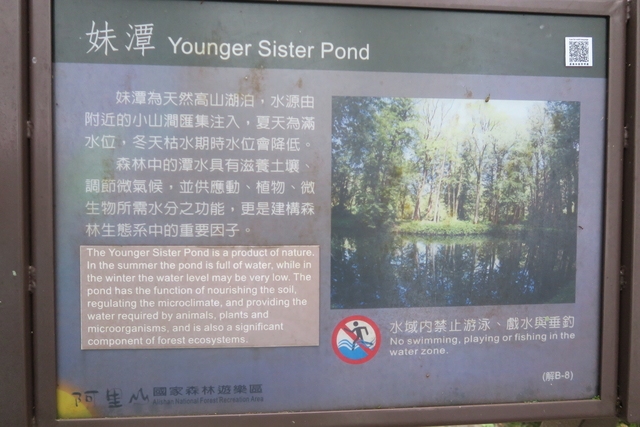 妹潭 Younger Sister Pond
妹潭為天然高山湖泊，水源由
附近的小山澗匯集注入，夏天為滿
水位，冬天枯水期時水位會降低。
森林中的潭水具有滋養土壤、
調節微氣候，並供應動、植物、微
生物所需水分之功能，更是建構森
林生態系中的重要因子。
The Younger Sister Pond is a product of nature.
In the summer the pond is full of water, while in
the winter the water level may be very low. The
pond has the function of nourishing the soil,
regulating the microclimate, and providing the
water required by animals, plants and
microorganisms, and is also a significant
component of forest ecosystems.
水域內禁止游泳、戲水與垂釣
No swimming, playing or fishing in the
water zone.
(解B-8)
阿里山 國家森林遊樂區
Alishan National Forest Recreation Area